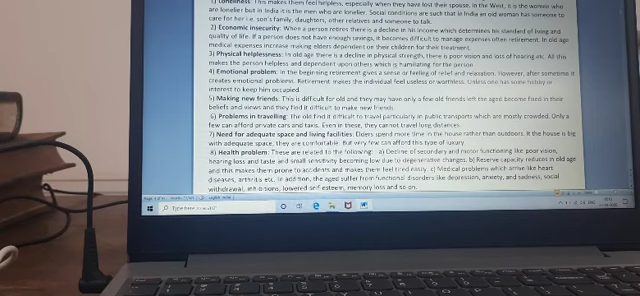 1) Loneliness: This makes them feel helpless, especially when they have lost their spouse. In the West, it is the women who
are lonelier but in India it is the men who are lonelier. Social conditions are such that in India an old woman has someone to
care for her i.e. son's family, daughters, other relatives and someone to talk.
2) Economic insecurity: When a person retires there is a decline in his income which determines his standard of living and
quality of life. If a person does not have enough savings, it becomes difficult to manage expenses often retirement. In old age
medical expenses increase making elders dependent on their children for their treatment.
3) Physical helplessness: In old age there is a decline in physical strength, there is poor vision and loss of hearing etc. All this
makes the person helpless and dependent upon others which is humiliating for the person
4) Emotional problem: In the beginning retirement gives a sense or feeling of relief and relaxation. However, after sometime it
creates emotional problems. Retirement makes the individual feel useless or worthless. Unless one has some hobby or
interest to keep him occupied.
5) Making new friends: This is difficult for old and they may have only a few old friends left the aged become fixed in their
beliefs and views and they find it difficult to make new friends
6) Problems in travelling: The old find it difficult to travel particularly in public transports which are mostly crowded. Only a
few can afford private cars and taxis. Even in these, they cannot travel long distances.
7) Need for adequate space and living facilities: Elders spend more time in the house rather than outdoors. It the house is big
with adequate space, they are comfortable. But very few can afford this type of luxury.
8) Health problem: These are related to the following: a) Decline of secondary and motor functioning like poor vision,
hearing loss and taste and small sensitivity becoming low due to degenerative changes. b) Reserve capacity reduces in old age
and this makes them prone to accidents and makes them feel tired easily. c) Medical problems which arise like heart
diseases, arthritis etc. In addition, the aged suffer from functional disorders like depression, anxiety, and sadness, social
withdrawal, lowered self esteem, memory loss and so on.
Type here to search